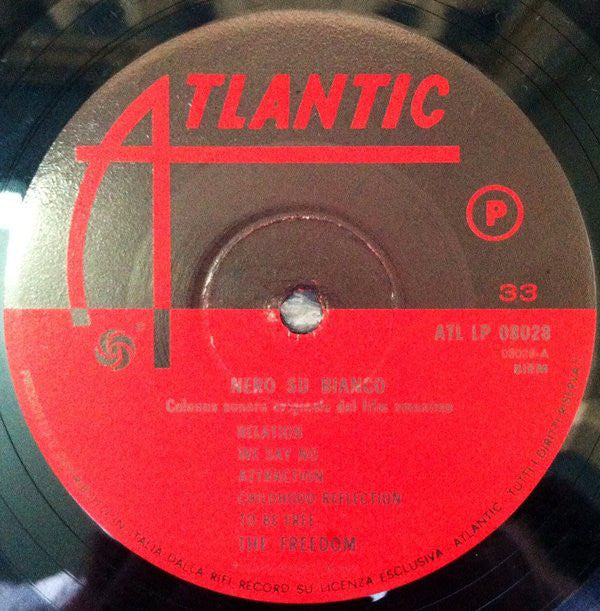 ATLANTIC
P
33
ATL LP 08028
08028-A
BIEM
NERO SU BIANCO
Colonna sonora originale del film omonimo
RELATION
WE SAY NO
ATTRACTION
CHILDHOOD REFLECTION
TO BE FREE
THE FREEDOM
IN ITALIA DALLA RIFI RECORD SU LICENZA ESCLUSIVA - ATLANTIC - TUTTI I DIRITTI RISERVATI